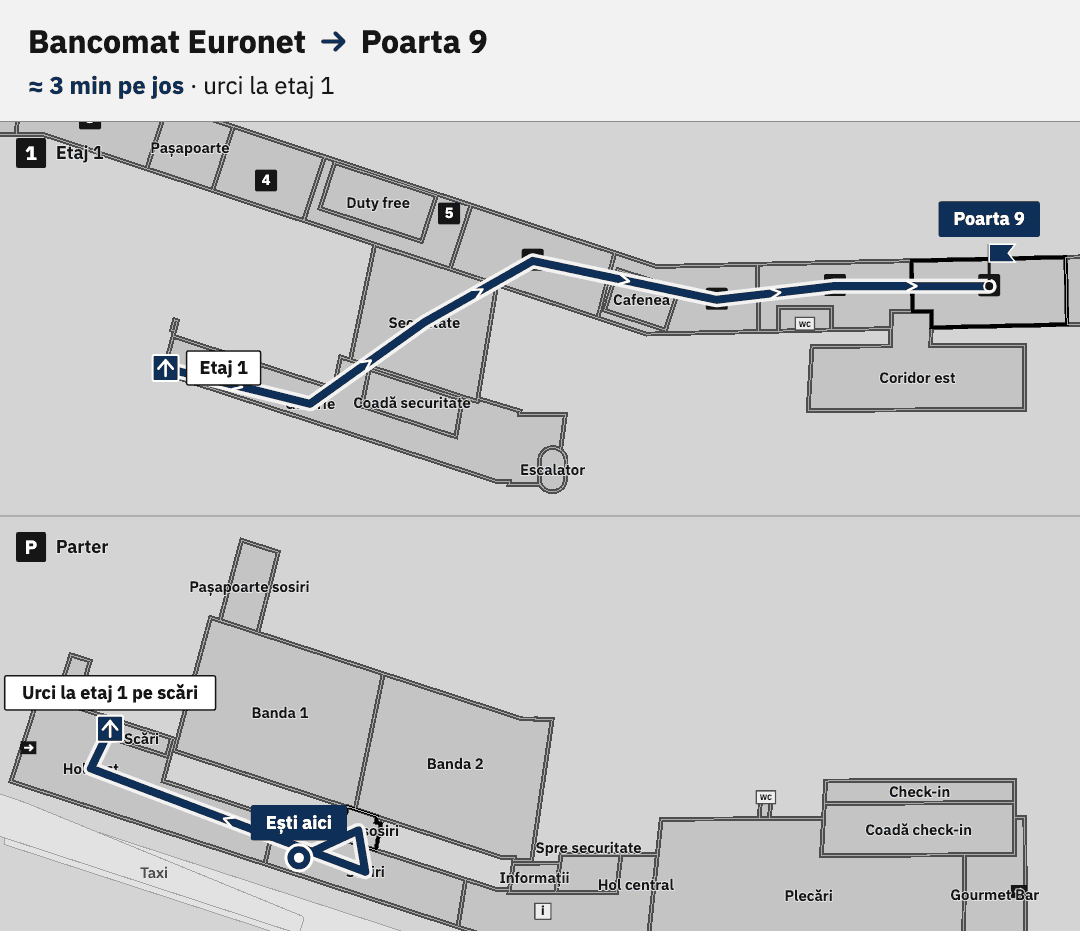 Bancomat Euronet → Poarta 9
≈ 3 min pe jos · urci la etaj 1
1 Etaj 1
Pașapoarte
4
Duty free
5
Poarta 9
Cafenea
wc
Etaj 1
Coadă securitate
Coridor est
Escalator
P Parter
Pașapoarte sosiri
Urci la etaj 1 pe scări
Banda 1
Scări
Banda 2
Ești aici
sosiri
wc
Check-in
Coadă check-in
Spre securitate
Informații
Hol central
Taxi
Plecări
Gourmet Bar
i